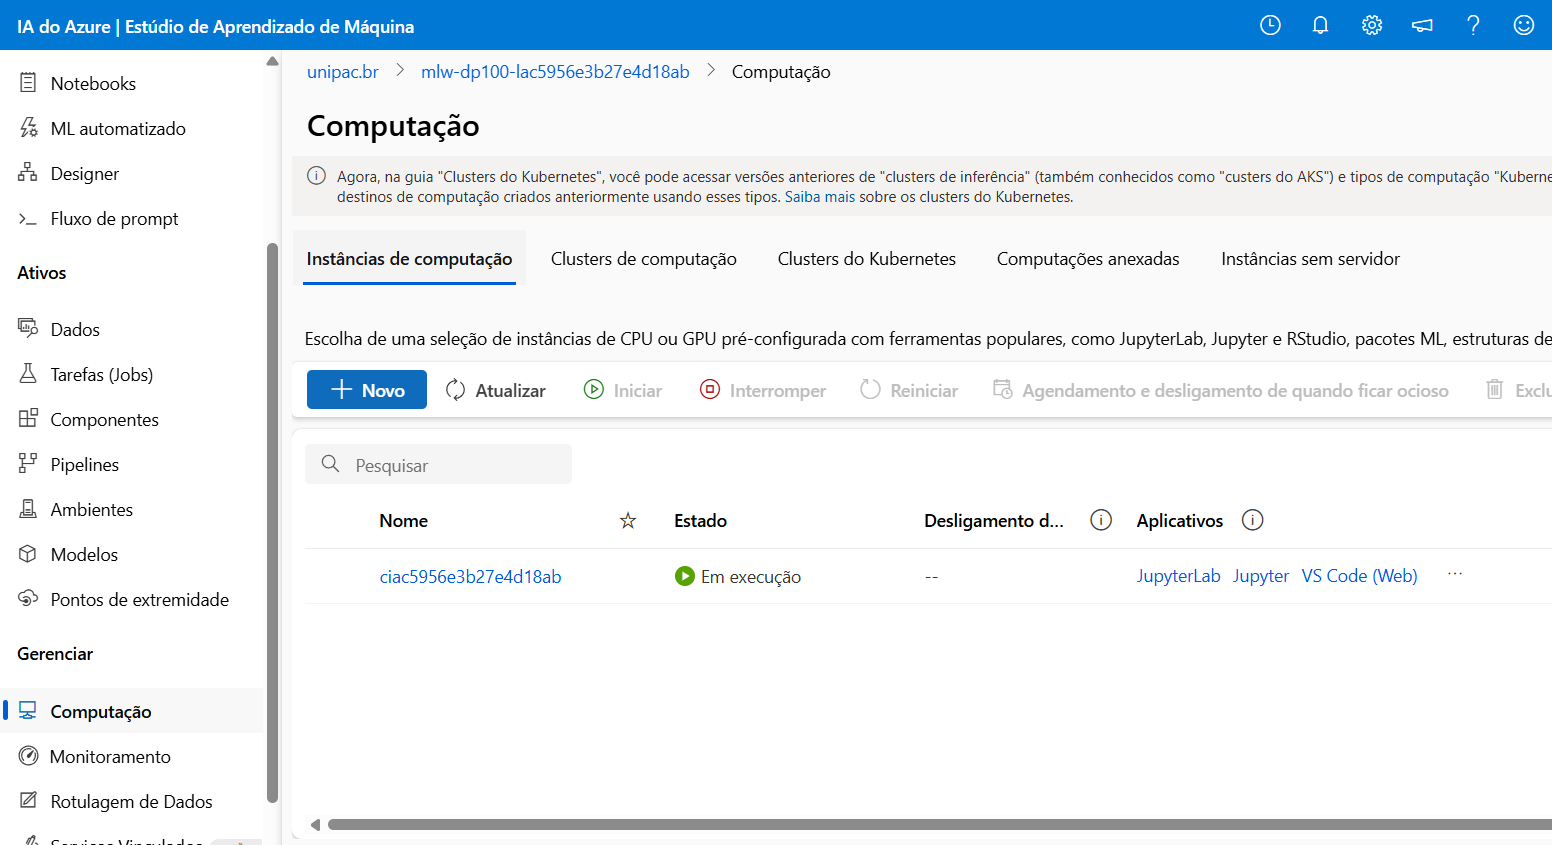 IA do Azure | Estúdio de Aprendizado de Máquina
Notebooks
ML automatizado
Designer
Fluxo de prompt
Ativos
Dados
Tarefas (Jobs)
Componentes
Pipelines
Ambientes
Modelos
Pontos de extremidade
Gerenciar
Computação
Monitoramento
Rotulagem de Dados
Serviços Vinculados
unipac.br > mlw-dp100-lac5956e3b27e4d18ab > Computação
Computação
Agora, na guia "Clusters do Kubernetes", você pode acessar versões anteriores de "clusters de inferência" (também conhecidos como "custers do AKS") e tipos de computação "Kuberne
destinos de computação criados anteriormente usando esses tipos. Saiba mais sobre os clusters do Kubernetes.
Instâncias de computação Clusters de computação Clusters do Kubernetes Computações anexadas Instâncias sem servidor
Escolha de uma seleção de instâncias de CPU ou GPU pré-configurada com ferramentas populares, como JupyterLab, Jupyter e RStudio, pacotes ML, estruturas de
Novo Atualizar Iniciar Interromper Reiniciar Agendamento e desligamento de quando ficar ocioso Exclu
Pesquisar
Nome Estado Desligamento d... Aplicativos
ciac5956e3b27e4d18ab Em execução -- JupyterLab Jupyter VS Code (Web) ...